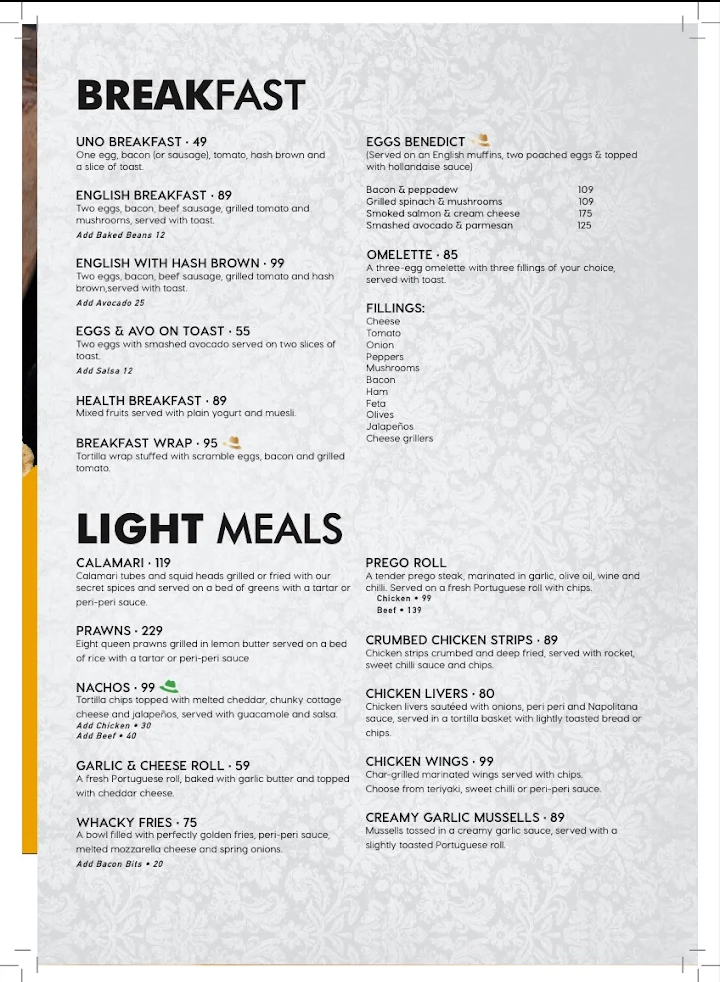 BREAKFAST
UNO BREAKFAST · 49
One egg, bacon (or sausage), tomato, hash brown and
a slice of toast.
ENGLISH BREAKFAST · 89
Two eggs, bacon, beef sausage, grilled tomato and
mushrooms, served with toast.
Add Baked Beans 12
ENGLISH WITH HASH BROWN · 99
Two eggs, bacon, beef sausage, grilled tomato and hash
brown,served with toast.
Add Avocado 25
EGGS & AVO ON TOAST · 55
Two eggs with smashed avocado served on two slices of
toast.
Add Salsa 12
HEALTH BREAKFAST · 89
Mixed fruits served with plain yogurt and muesli.
BREAKFAST WRAP · 95
Tortilla wrap stuffed with scramble eggs, bacon and grilled
tomato.
EGGS BENEDICT
(Served on an English muffins, two poached eggs & topped
with hollandaise sauce)
Bacon & peppadew 109
Grilled spinach & mushrooms 109
Smoked salmon & cream cheese 175
Smashed avocado & parmesan 125
OMELETTE · 85
A three-egg omelette with three fillings of your choice,
served with toast.
FILLINGS:
Cheese
Tomato
Onion
Peppers
Mushrooms
Bacon
Ham
Feta
Olives
Jalapeños
Cheese grillers
LIGHT MEALS
CALAMARI · 119
Calamari tubes and squid heads grilled or fried with our
secret spices and served on a bed of greens with a tartar or
peri-peri sauce.
PRAWNS · 229
Eight queen prawns grilled in lemon butter served on a bed
of rice with a tartar or peri-peri sauce
NACHOS · 99
Tortilla chips topped with melted cheddar, chunky cottage
cheese and jalapeños, served with guacamole and salsa.
Add Chicken • 30
Add Beef • 40
GARLIC & CHEESE ROLL · 59
A fresh Portuguese roll, baked with garlic butter and topped
with cheddar cheese.
WHACKY FRIES · 75
A bowl filled with perfectly golden fries, peri-peri sauce,
melted mozzarella cheese and spring onions.
Add Bacon Bits • 20
PREGO ROLL
A tender prego steak, marinated in garlic, olive oil, wine and
chilli. Served on a fresh Portuguese roll with chips.
Chicken • 99
Beef • 139
CRUMBED CHICKEN STRIPS · 89
Chicken strips crumbed and deep fried, served with rocket,
sweet chilli sauce and chips.
CHICKEN LIVERS · 80
Chicken livers sautéed with onions, peri peri and Napolitana
sauce, served in a tortilla basket with lightly toasted bread or
chips.
CHICKEN WINGS · 99
Char-grilled marinated wings served with chips.
Choose from teriyaki, sweet chilli or peri-peri sauce.
CREAMY GARLIC MUSSELLS · 89
Mussells tossed in a creamy garlic sauce, served with a
slightly toasted Portuguese roll.